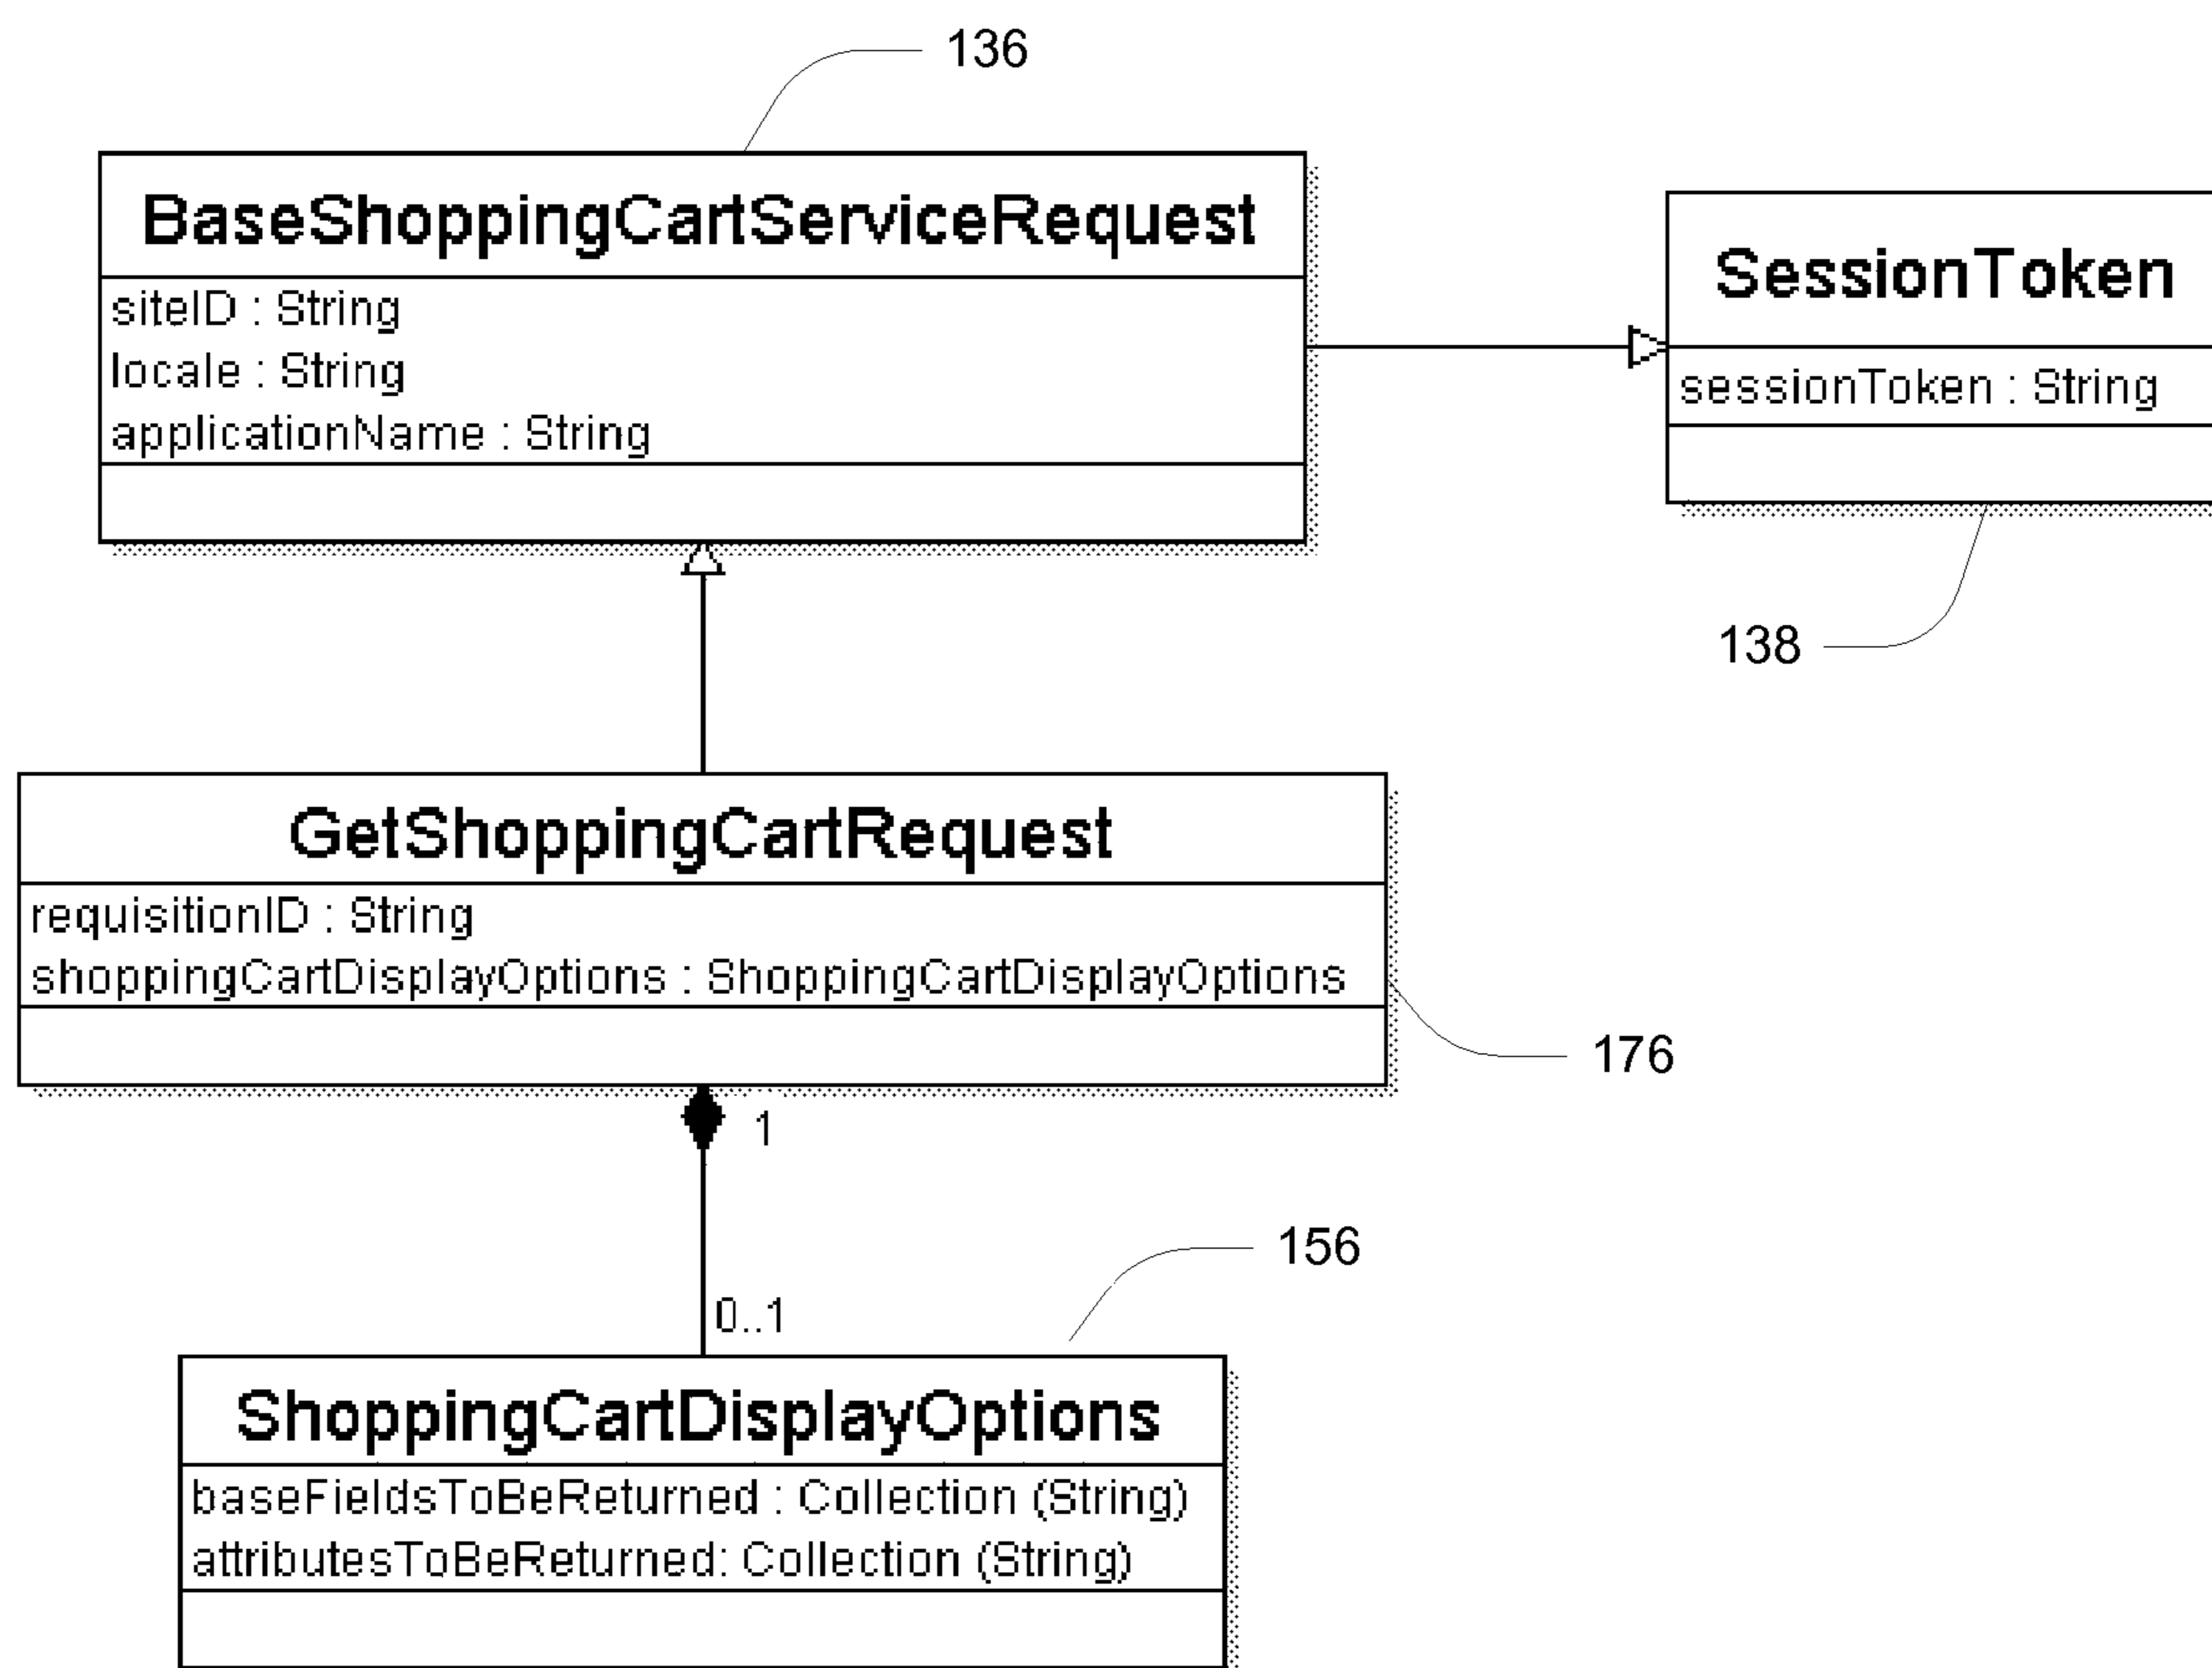 136
BaseShoppingCartServiceRequest
siteID : String
locale : String
applicationName : String
SessionToken
sessionToken : String
138
GetShoppingCartRequest
requisitionID : String
shoppingCartDisplayOptions : ShoppingCartDisplayOptions
176
1
156
0..1
ShoppingCartDisplayOptions
baseFieldsToBeReturned : Collection (String)
attributesToBeReturned: Collection (String)